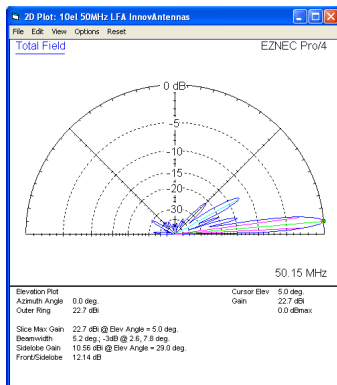 2D Plot: 10el 50MHz LFA InnovAntennas
File Edit View Options Reset
Total Field
EZNEC Pro/4
0 dB
-5
-10
-15
-20
-30
50.15 MHz
Elevation Plot
Cursor Elev 5.0 deg.
Azimuth Angle 0.0 deg.
Gain 22.7 dBi
Outer Ring 22.7 dBi
0.0 dBmax
Slice Max Gain 22.7 dBi @ Elev Angle = 5.0 deg.
Beamwidth 5.2 deg.; -3dB @ 2.6, 7.8 deg.
Sidelobe Gain 10.56 dBi @ Elev Angle = 29.0 deg.
Front/Sidelobe 12.14 dB